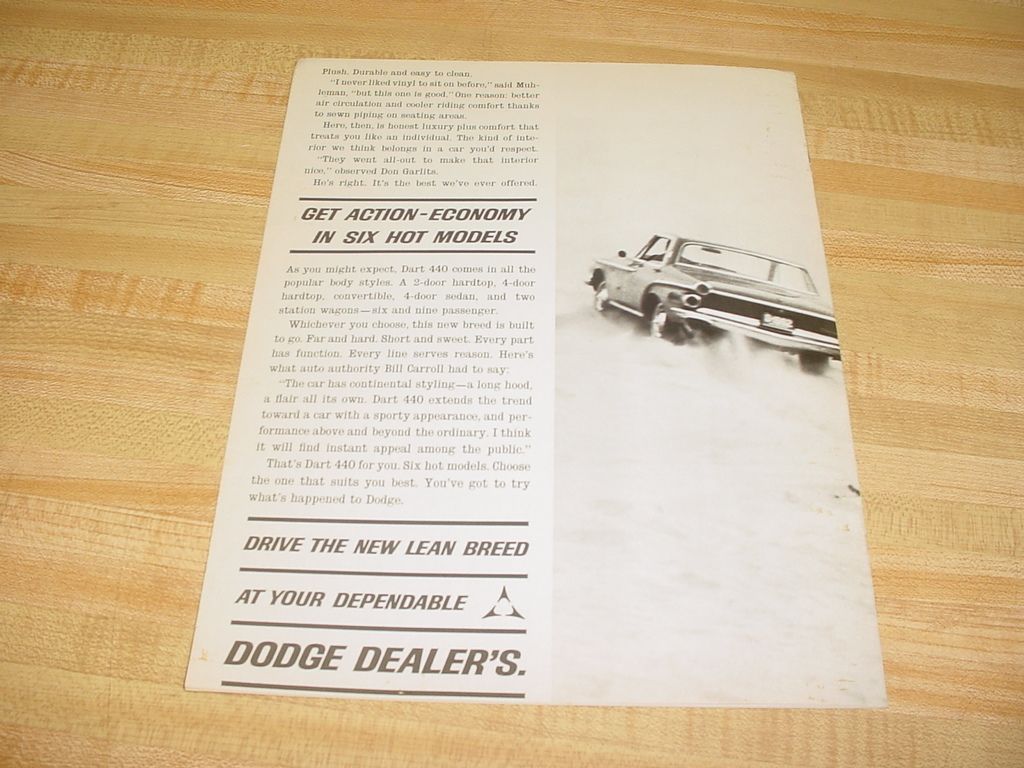 Plush. Durable and easy to clean.
"I never liked vinyl to sit on before," said Muh-
leman, "but this one is good." One reason: better
air circulation and cooler riding comfort thanks
to sewn piping on seating areas.
Here, then, is honest luxury plus comfort that
treats you like an individual. The kind of inte-
rior we think belongs in a car you'd respect.
"They went all-out to make that interior
nice," observed Don Garlits.
He's right. It's the best we've ever offered.
GET ACTION-ECONOMY
IN SIX HOT MODELS
As you might expect, Dart 440 comes in all the
popular body styles. A 2-door hardtop, 4-door
hardtop, convertible, 4-door sedan, and two
station wagons—six and nine passenger.
Whichever you choose, this new breed is built
to go. Far and hard. Short and sweet. Every part
has function. Every line serves reason. Here's
what auto authority Bill Carroll had to say:
"The car has continental styling—a long hood,
a flair all its own. Dart 440 extends the trend
toward a car with a sporty appearance, and per-
formance above and beyond the ordinary. I think
it will find instant appeal among the public."
That's Dart 440 for you. Six hot models. Choose
the one that suits you best. You've got to try
what's happened to Dodge.
DRIVE THE NEW LEAN BREED
AT YOUR DEPENDABLE
DODGE DEALER'S.